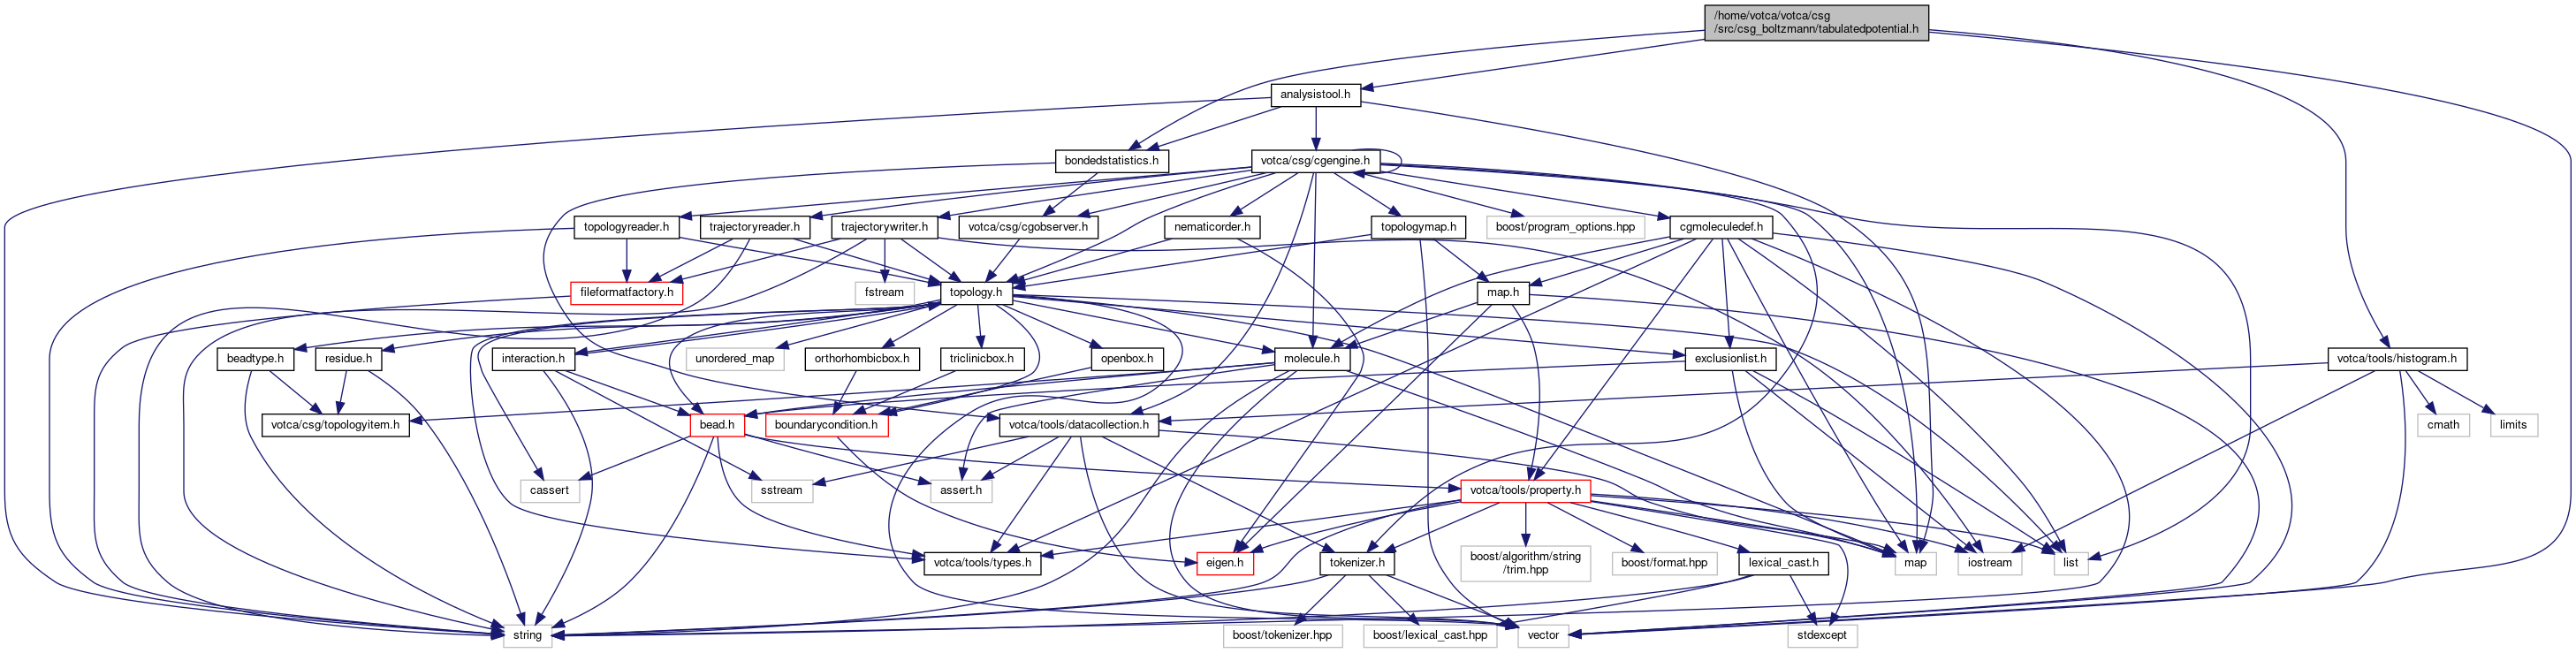 /home/votca/votca/csg
/src/csg_boltzmann/tabulatedpotential.h
analysistool.h
bondedstatistics.h
votca/csg/cgengine.h
topologyreader.h
trajectoryreader.h
trajectorywriter.h
votca/csg/cgobserver.h
nematicorder.h
topologymap.h
boost/program_options.hpp
cgmoleculedef.h
fileformatfactory.h
fstream
topology.h
map.h
beadtype.h
residue.h
interaction.h
unordered_map
orthorhombicbox.h
triclinicbox.h
openbox.h
molecule.h
exclusionlist.h
votca/tools/histogram.h
votca/csg/topologyitem.h
bead.h
boundarycondition.h
votca/tools/datacollection.h
cmath
limits
cassert
sstream
assert.h
votca/tools/property.h
votca/tools/types.h
eigen.h
tokenizer.h
boost/algorithm/string
/trim.hpp
boost/format.hpp
lexical_cast.h
map
iostream
list
string
boost/tokenizer.hpp
boost/lexical_cast.hpp
vector
stdexcept